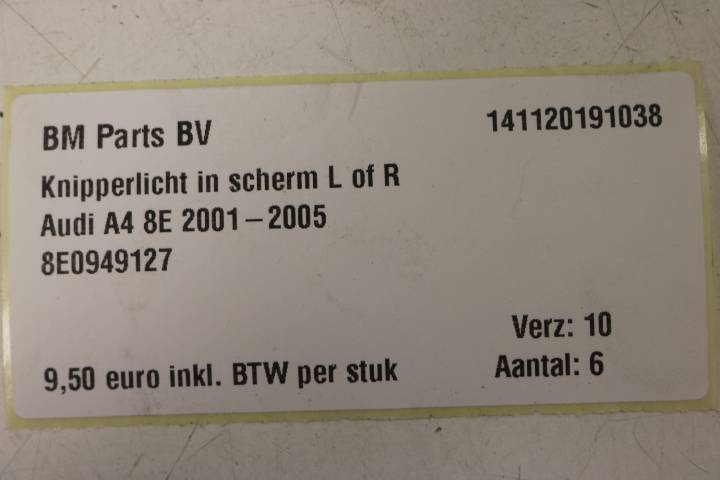 BM Parts BV
141120191038
Knipperlicht in scherm L of R
Audi A4 8E 2001–2005
8E0949127
Verz: 10
9,50 euro inkl. BTW per stuk
Aantal: 6